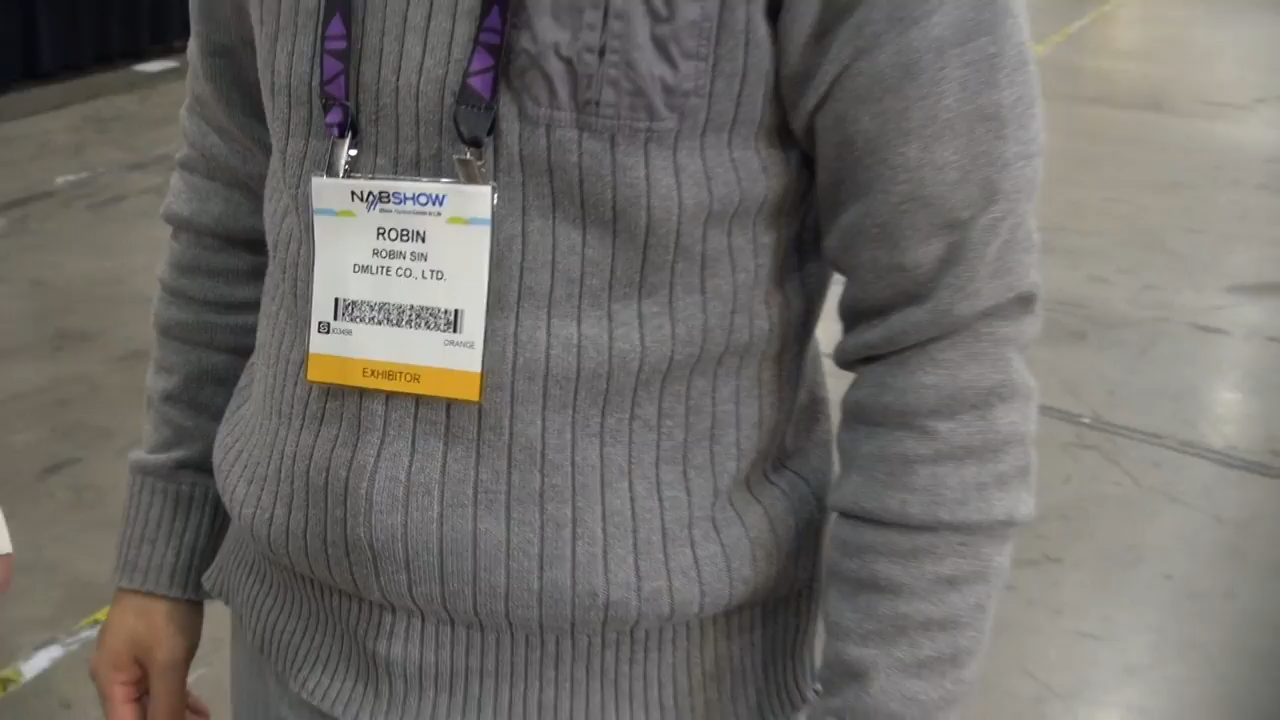 NABSHOW
ROBIN
ROBIN SIN
DMLITE CO., LTD.
ORANGE
EXHIBITOR